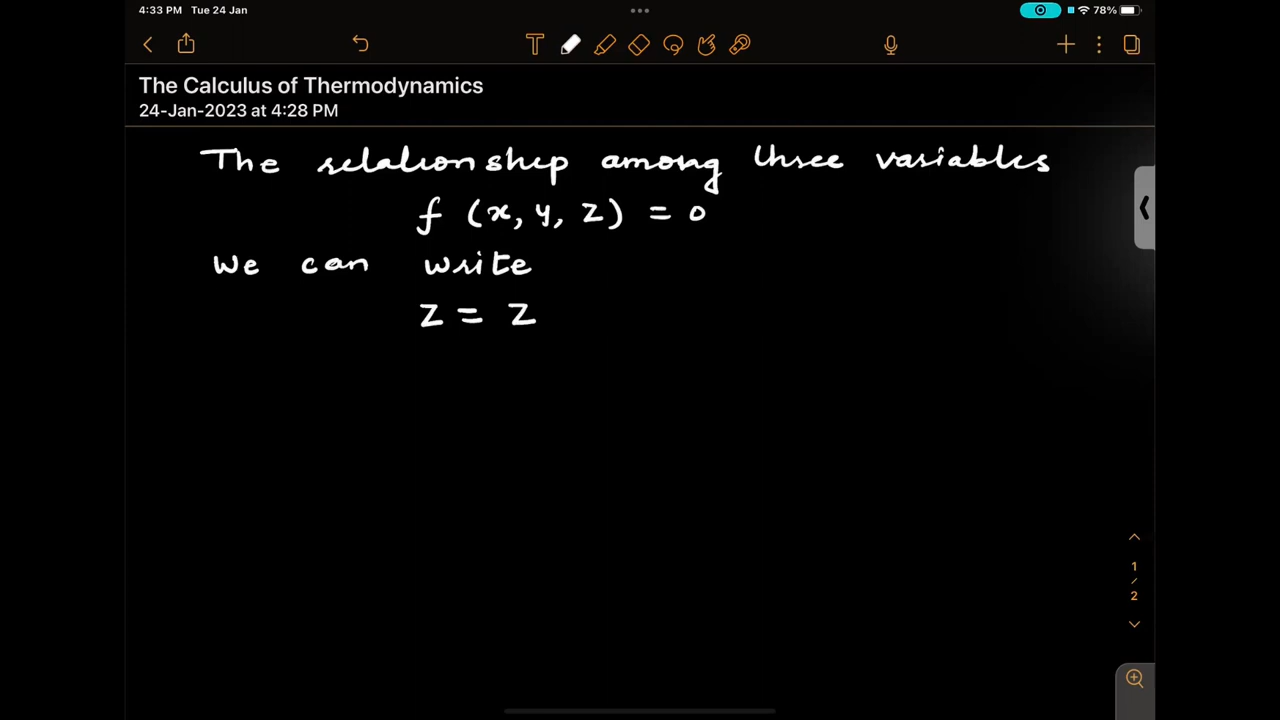 4:33 PM Tue 24 Jan
78%
The Calculus of Thermodynamics
24-Jan-2023 at 4:28 PM
The relationship among three variables
f (x, y, z) = 0
We can write
z = z
1
/
2